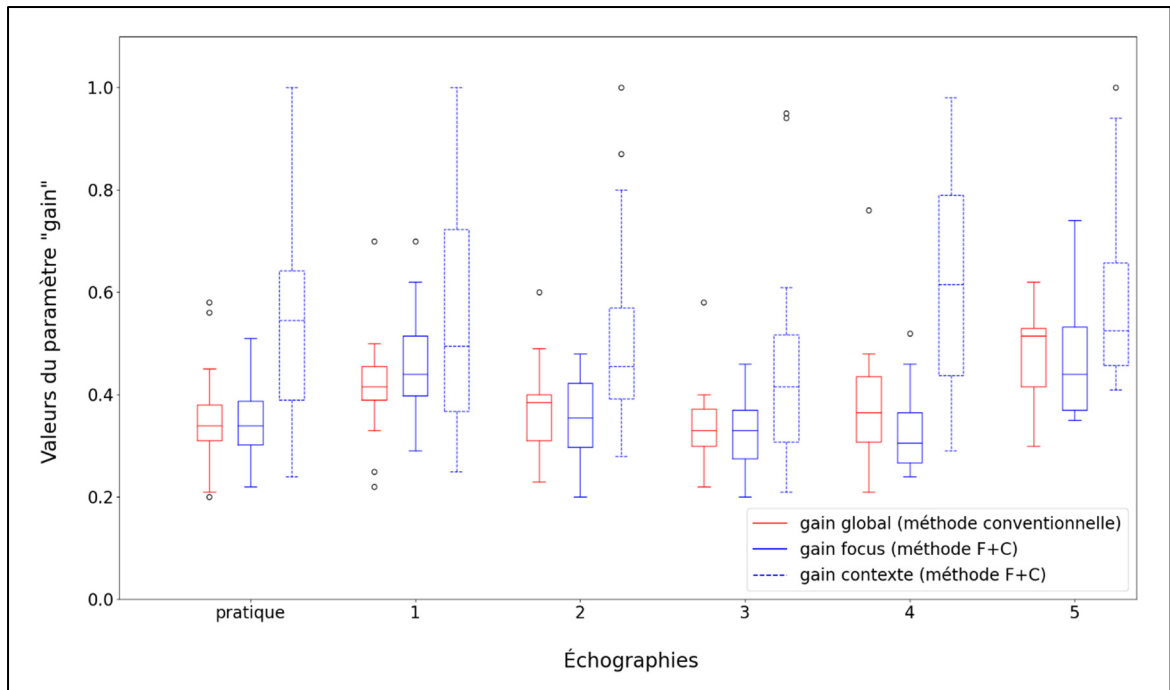 Valeurs du paramètre "gain"
1.0
0.8
0.6
0.4
0.2
0.0
gain global (méthode conventionnelle)
gain focus (méthode F+C)
gain contexte (méthode F+C)
pratique 1 2 3 4 5
Échographies